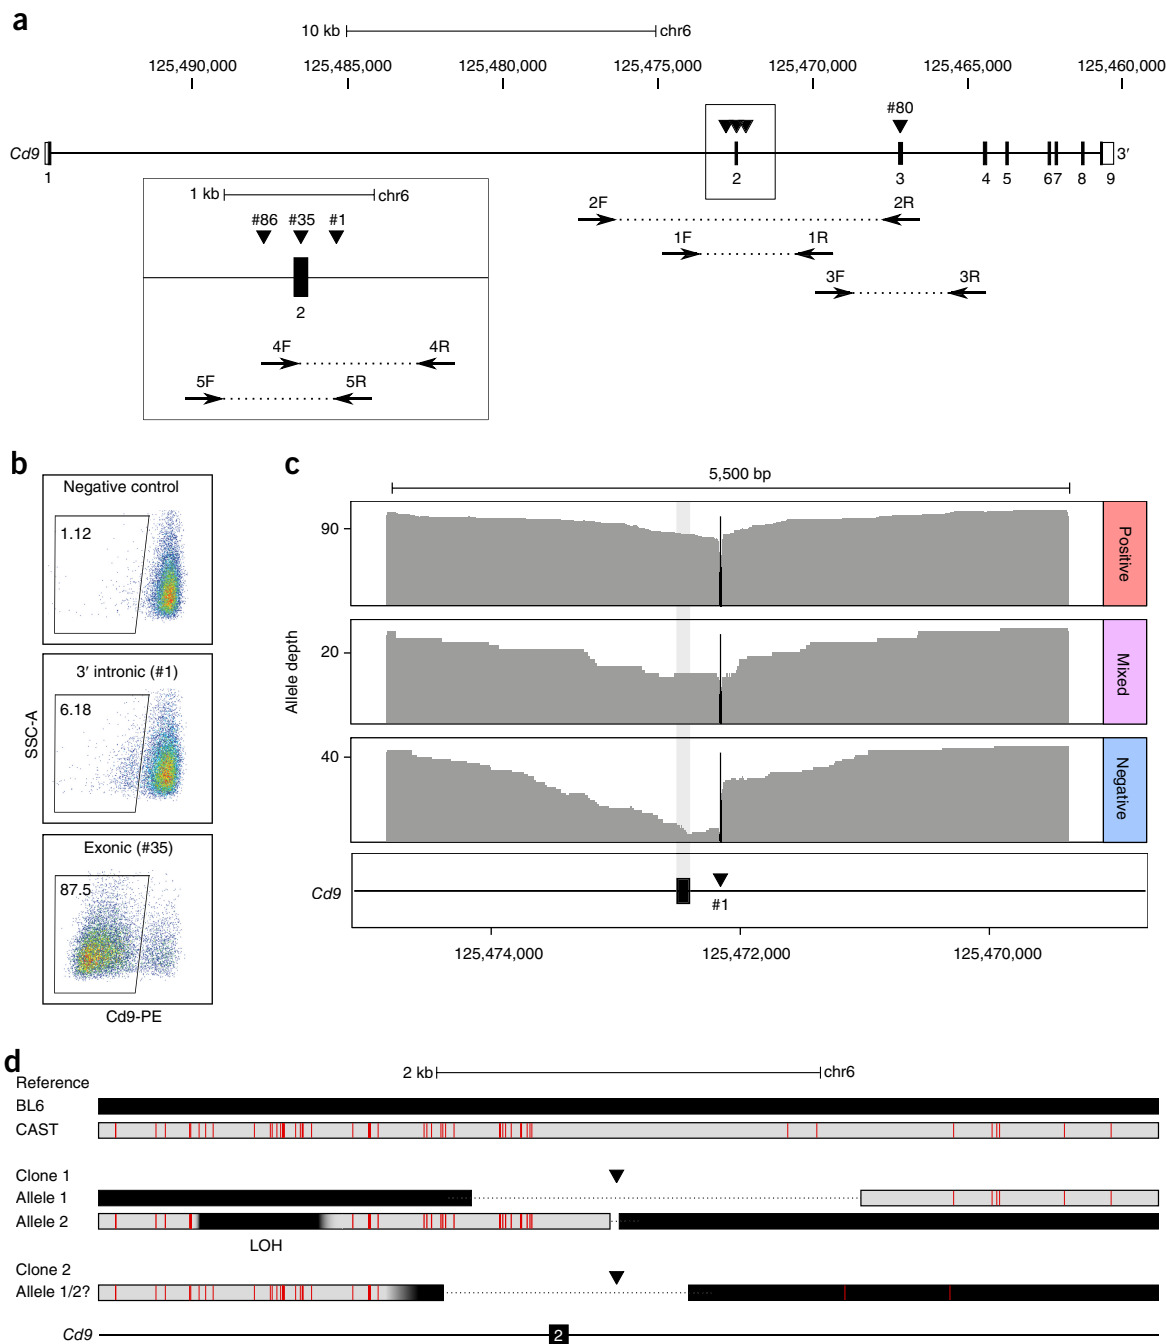 a
10 kb chr6
125,490,000 125,485,000 125,480,000 125,475,000 125,470,000 125,465,000 125,460,000
#80
Cd9 3′
1 2 3 4 5 6 7 8 9
1 kb chr6
#86 #35 #1
2
4F 4R
5F 5R
2F 2R
1F 1R
3F 3R
b
Negative control
1.12
3′ intronic (#1)
6.18
Exonic (#35)
87.5
SSC-A
Cd9-PE
c
5,500 bp
90
Positive
20
Mixed
40
Negative
Allele depth
Cd9
#1
125,474,000 125,472,000 125,470,000
d
2 kb chr6
Reference
BL6
CAST
Clone 1
Allele 1
Allele 2
LOH
Clone 2
Allele 1/2?
Cd9 2